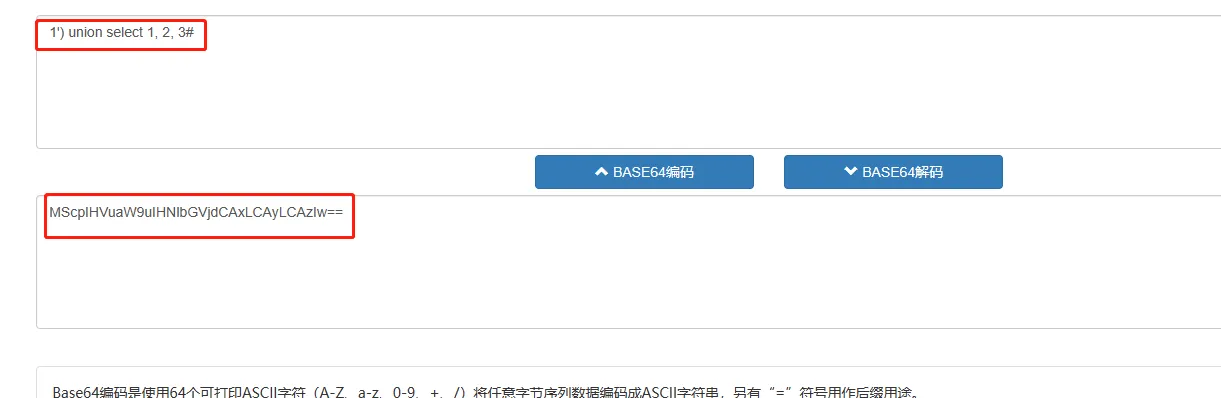 1') union select 1, 2, 3#
BASE64编码 BASE64解码
MScpIHVuaW9uIHNlbGVjdCAxLCAyLCAzIw==
Base64编码是使用64个可打印ASCII字符（A-Z、a-z、0-9、+、/）将任意字节序列数据编码成ASCII字符串，另有“=”符号用作后缀用途。